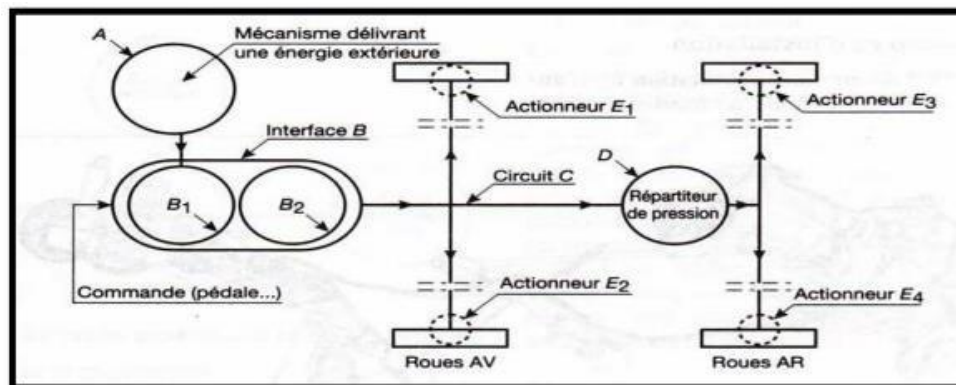 A
Mécanisme délivrant
une énergie extérieure
Actionneur E1
Actionneur E3
Interface B
D
Circuit C
B1
B2
Répartiteur
de pression
Commande (pédale...)
Actionneur E2
Actionneur E4
Roues AV
Roues AR